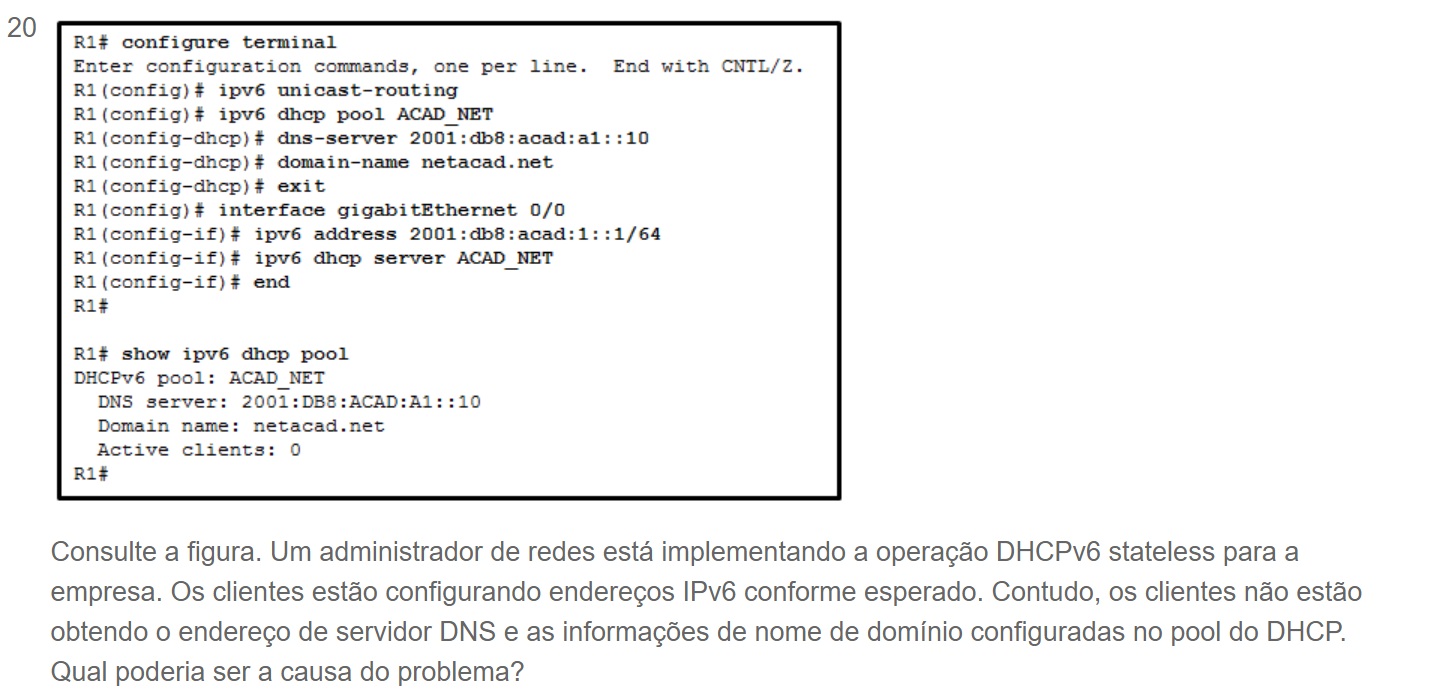 20
R1# configure terminal
Enter configuration commands, one per line.  End with CNTL/Z.
R1(config)# ipv6 unicast-routing
R1(config)# ipv6 dhcp pool ACAD_NET
R1(config-dhcp)# dns-server 2001:db8:acad:a1::10
R1(config-dhcp)# domain-name netacad.net
R1(config-dhcp)# exit
R1(config)# interface gigabitEthernet 0/0
R1(config-if)# ipv6 address 2001:db8:acad:1::1/64
R1(config-if)# ipv6 dhcp server ACAD_NET
R1(config-if)# end
R1#
R1# show ipv6 dhcp pool
DHCPv6 pool: ACAD_NET
DNS server: 2001:DB8:ACAD:A1::10
Domain name: netacad.net
Active clients: 0
R1#
Consulte a figura. Um administrador de redes está implementando a operação DHCPv6 stateless para a
empresa. Os clientes estão configurando endereços IPv6 conforme esperado. Contudo, os clientes não estão
obtendo o endereço de servidor DNS e as informações de nome de domínio configuradas no pool do DHCP.
Qual poderia ser a causa do problema?